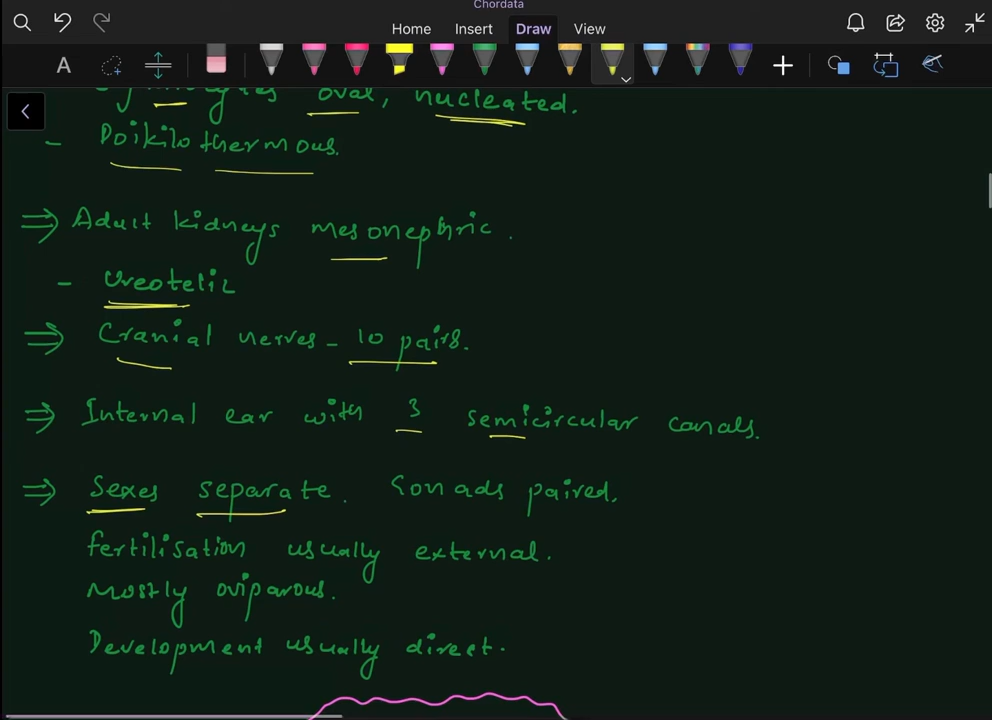 Chordata
Home Insert Draw View
A
oval, nucleated.
- Poikilothermous.
⇒ Adult kidneys mesonephric.
- Ureotelic
⇒ Cranial nerves - 10 pairs.
⇒ Internal ear with 3 semicircular canals.
⇒ Sexes separate. Gonads paired.
fertilisation usually external.
Mostly oviparous.
Development usually direct.